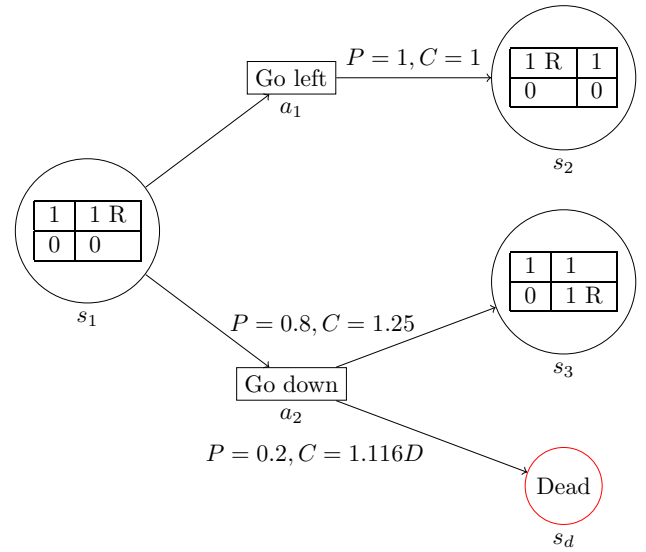 Go left
a₁
P = 1, C = 1
1 R 1
0 0
s₂
1 1 R
0 0
s₁
P = 0.8, C = 1.25
1 1
0 1 R
s₃
Go down
a₂
P = 0.2, C = 1.116D
Dead
s_d